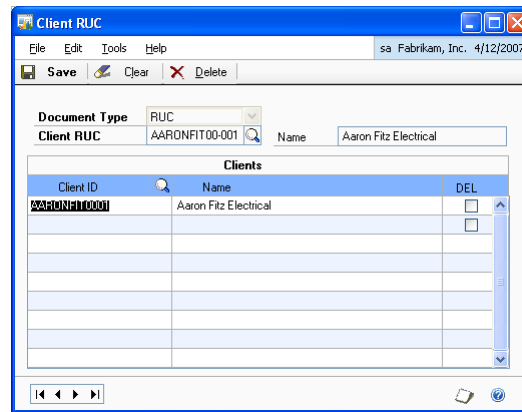 Client RUC
File Edit Tools Help sa Fabrikam, Inc. 4/12/2007
Save Clear Delete
Document Type RUC
Client RUC AARONFIT00-001 Name Aaron Fitz Electrical
Clients
Client ID Name DEL
AARONFIT0001 Aaron Fitz Electrical